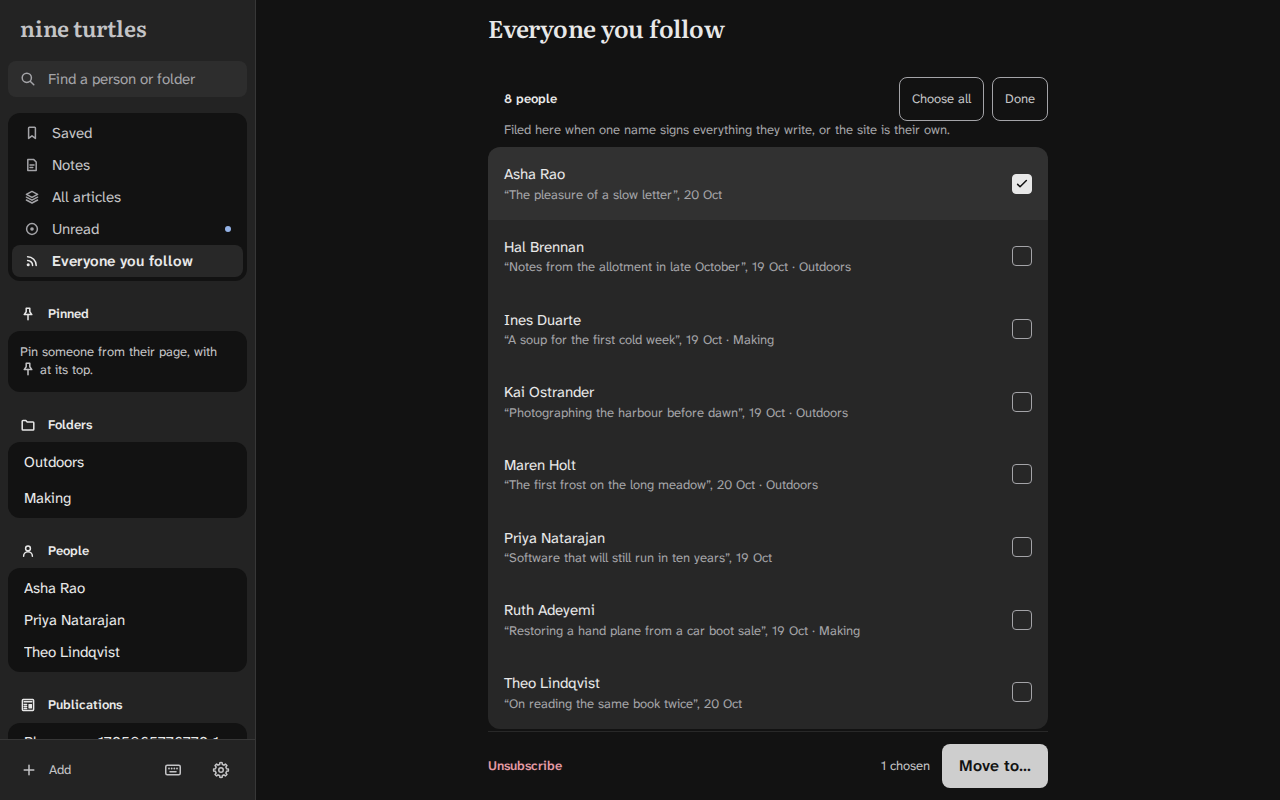 nine turtles
Find a person or folder
Saved
Notes
All articles
Unread
Everyone you follow
Pinned
Pin someone from their page, with
at its top.
Folders
Outdoors
Making
People
Asha Rao
Priya Natarajan
Theo Lindqvist
Publications
Add
Everyone you follow
8 people
Choose all
Done
Filed here when one name signs everything they write, or the site is their own.
Asha Rao
“The pleasure of a slow letter”, 20 Oct
Hal Brennan
“Notes from the allotment in late October”, 19 Oct · Outdoors
Ines Duarte
“A soup for the first cold week”, 19 Oct · Making
Kai Ostrander
“Photographing the harbour before dawn”, 19 Oct · Outdoors
Maren Holt
“The first frost on the long meadow”, 20 Oct · Outdoors
Priya Natarajan
“Software that will still run in ten years”, 19 Oct
Ruth Adeyemi
“Restoring a hand plane from a car boot sale”, 19 Oct · Making
Theo Lindqvist
“On reading the same book twice”, 20 Oct
Unsubscribe
1 chosen
Move to…